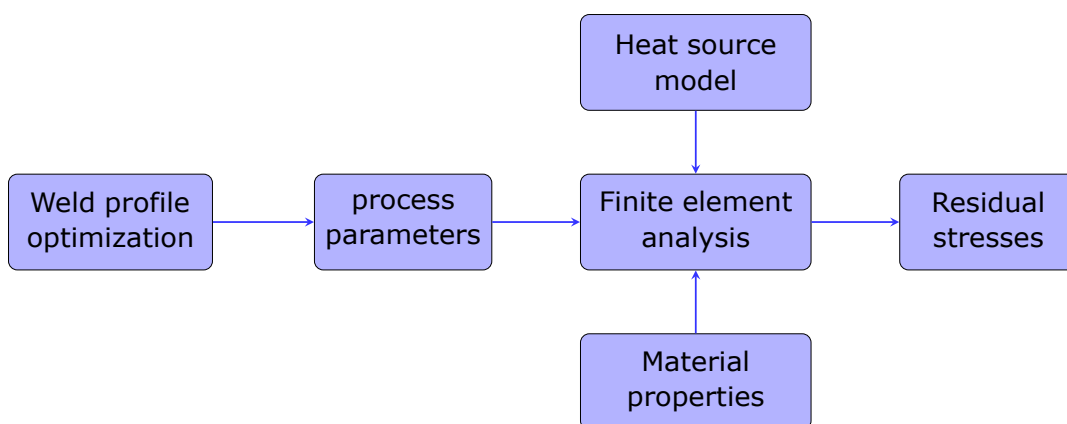 Heat source
model
Weld profile
optimization
process
parameters
Finite element
analysis
Residual
stresses
Material
properties